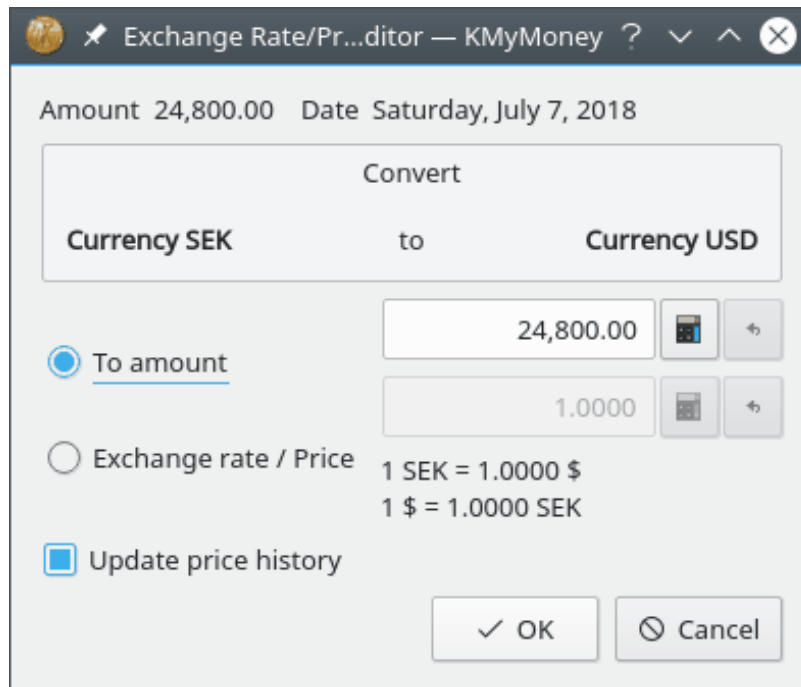 Exchange Rate/Pr...ditor — KMyMoney ?
Amount 24,800.00 Date Saturday, July 7, 2018
Convert
Currency SEK to Currency USD
24,800.00
To amount
1.0000
Exchange rate / Price
1 SEK = 1.0000 $
1 $ = 1.0000 SEK
Update price history
OK Cancel